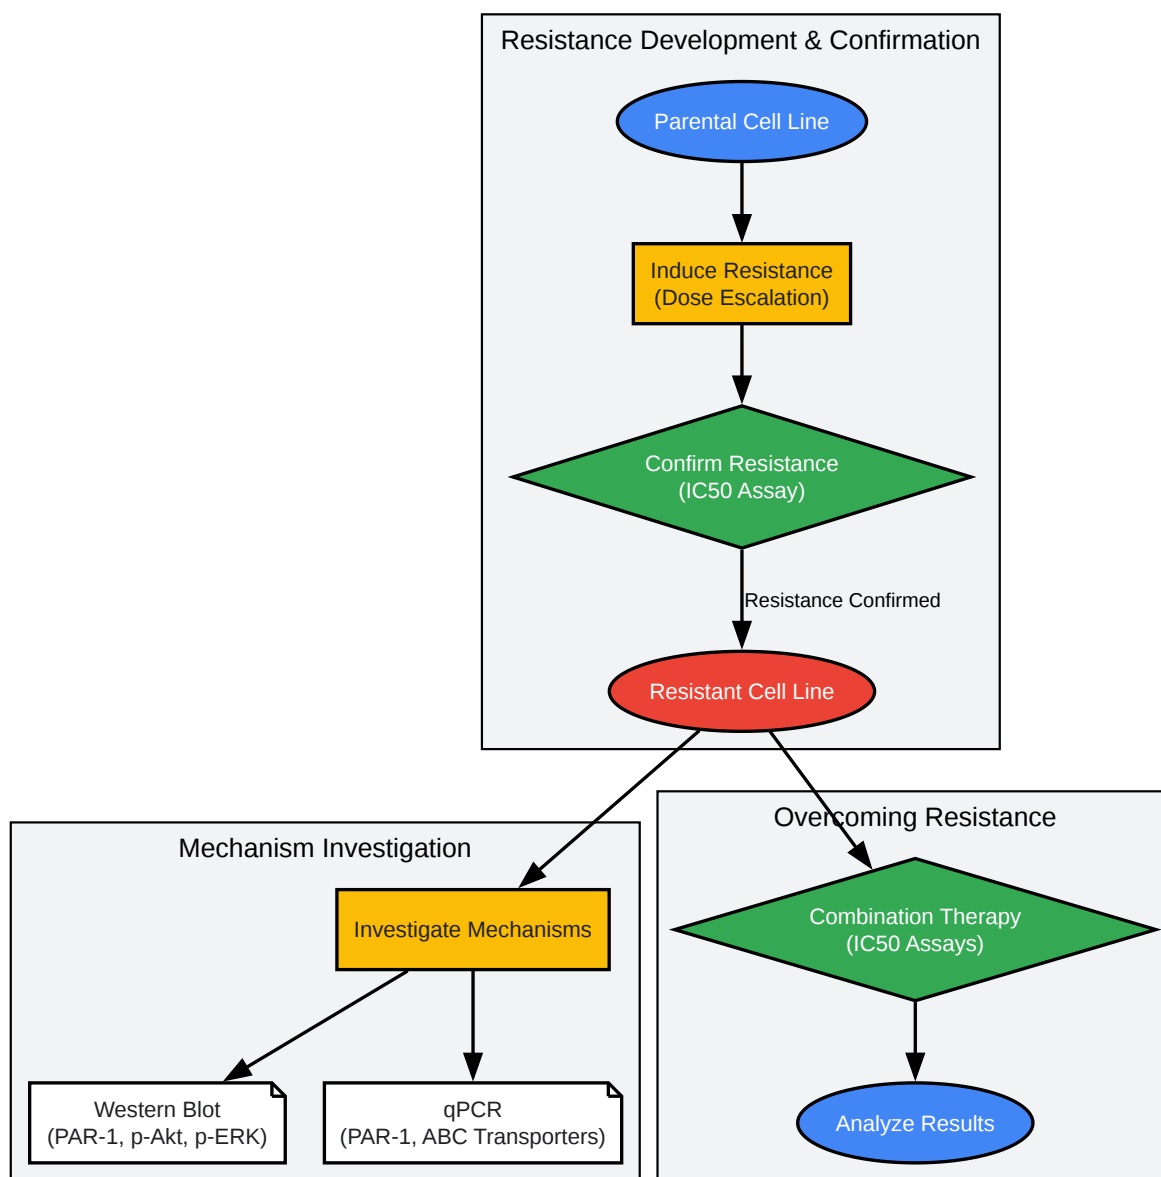 Resistance Development & Confirmation
Parental Cell Line
Induce Resistance
(Dose Escalation)
Confirm Resistance
(IC50 Assay)
Resistance Confirmed
Resistant Cell Line
Mechanism Investigation
Investigate Mechanisms
Western Blot
(PAR-1, p-Akt, p-ERK)
qPCR
(PAR-1, ABC Transporters)
Overcoming Resistance
Combination Therapy
(IC50 Assays)
Analyze Results